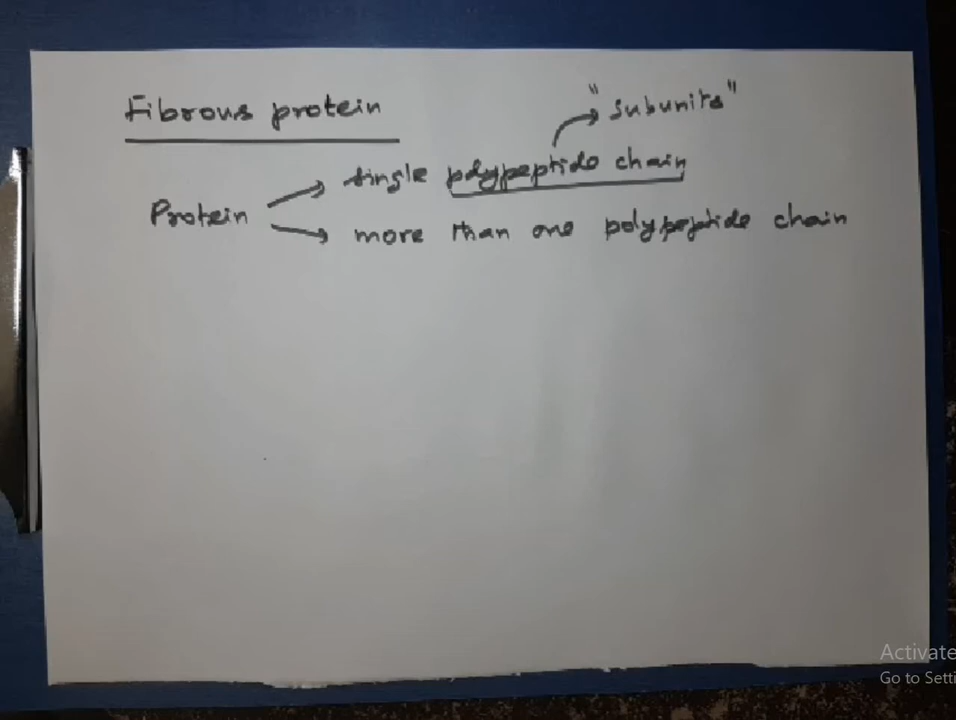 Fibrous protein
"subunits"
single polypeptide chain
Protein
more than one polypeptide chain
Activate
Go to Setti